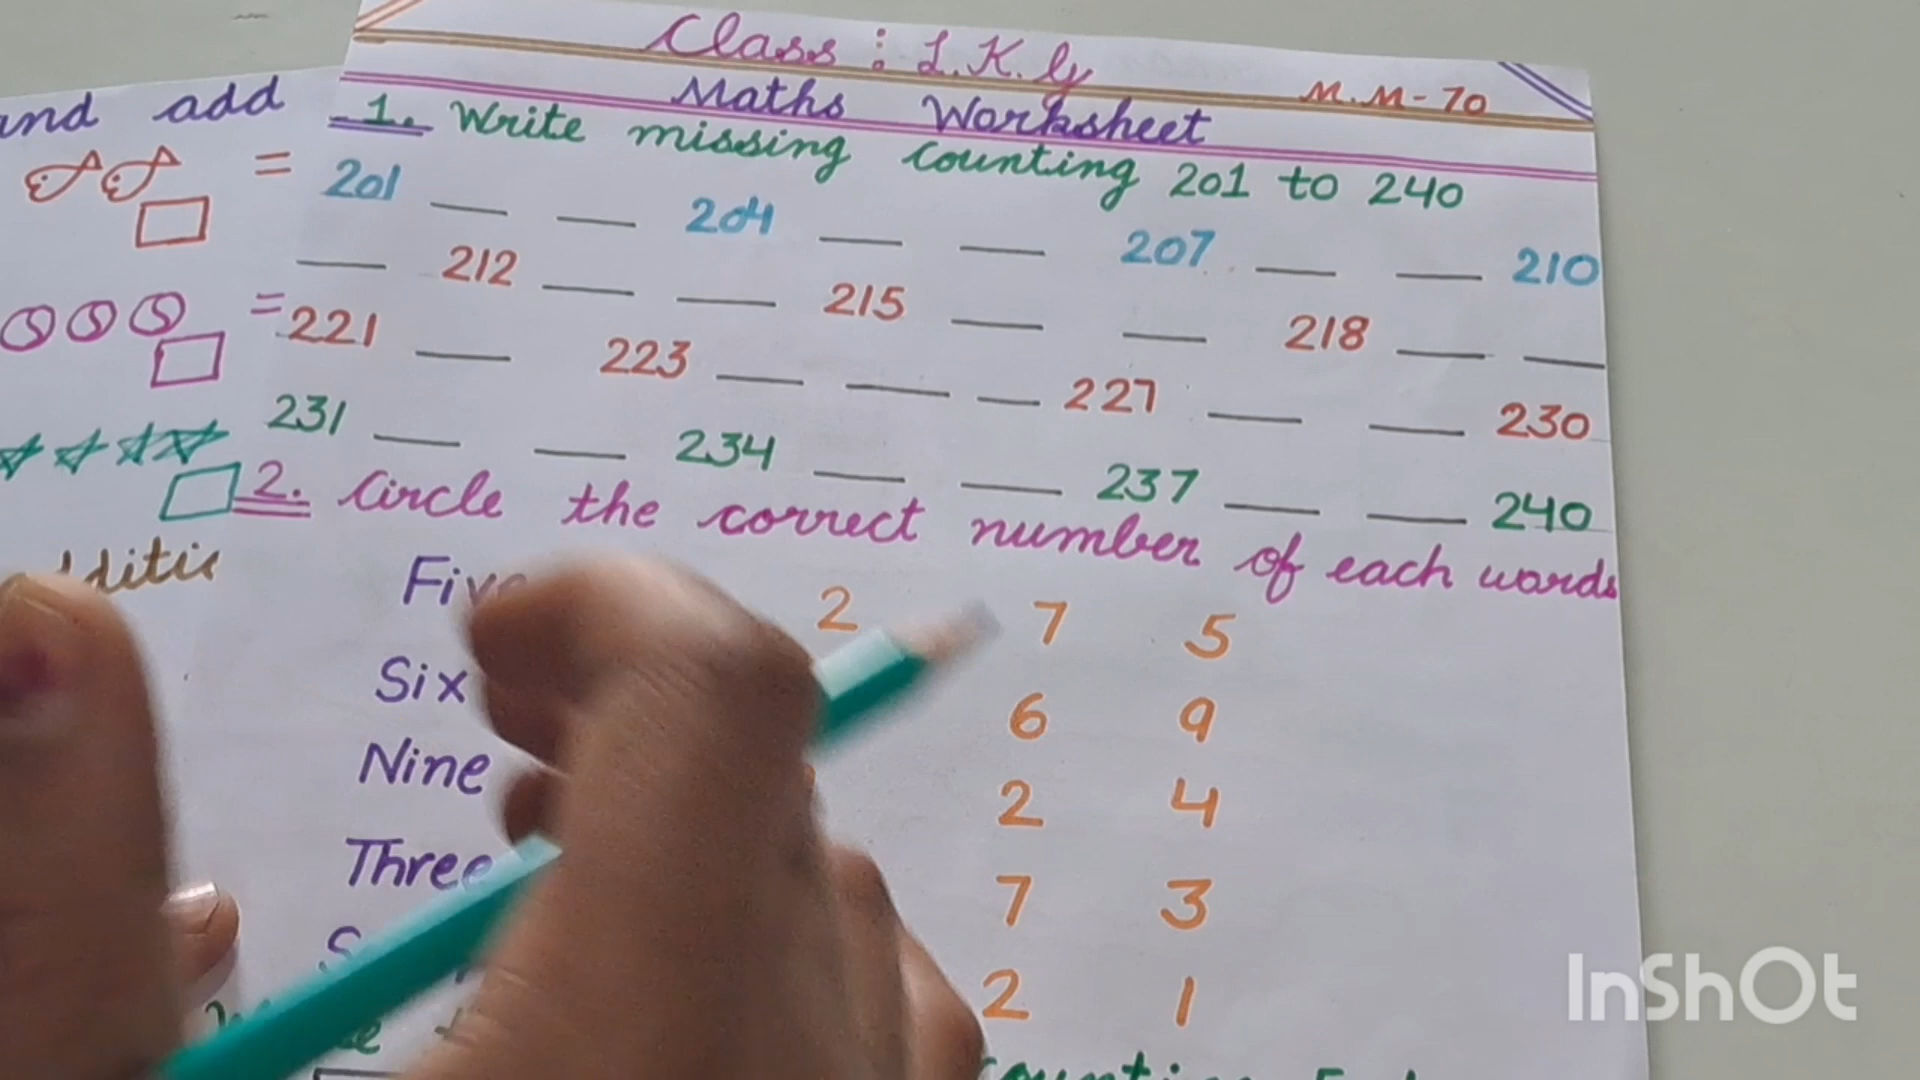 Class : L.K.G
M.M-70
Maths Worksheet
1. Write missing counting 201 to 240
201 __ __ 204 __ __ 207 __ __ 210
__ 212 __ __ 215 __ __ 218 __ __
221 __ 223 __ __ __ 227 __ __ 230
231 __ __ 234 __ __ 237 __ __ 240
2. Circle the correct number of each words
Five 2 7 5
Six 6 9
Nine 2 4
Three 7 3
2 1
and add
=
=
InShOt